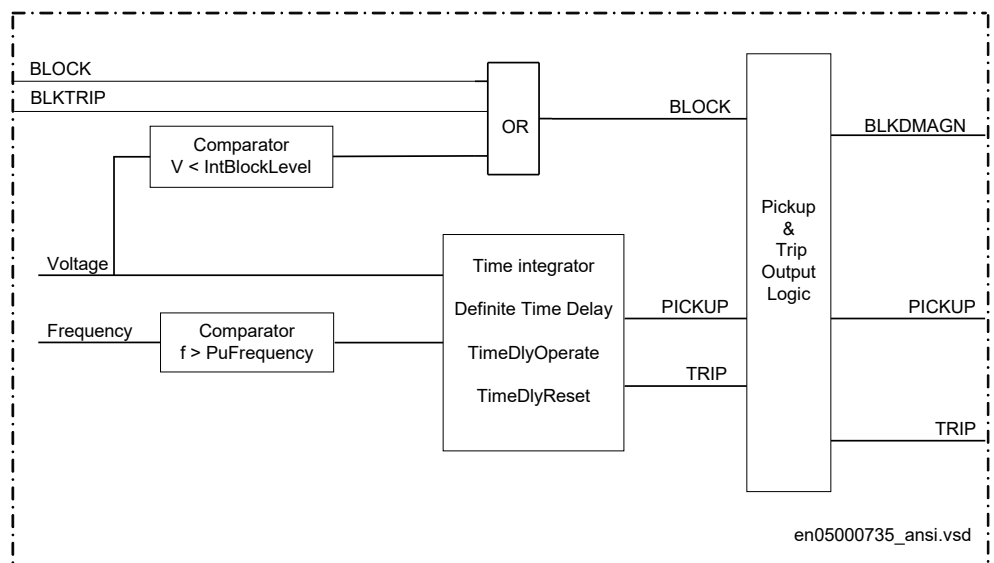 BLOCK
BLKTRIP
Comparator
V < IntBlockLevel
OR
BLOCK
BLKDMAGN
Pickup
&
Trip
Output
Logic
Voltage
Time integrator
Definite Time Delay
TimeDlyOperate
TimeDlyReset
Frequency
Comparator
f > PuFrequency
PICKUP
PICKUP
TRIP
TRIP
en05000735_ansi.vsd